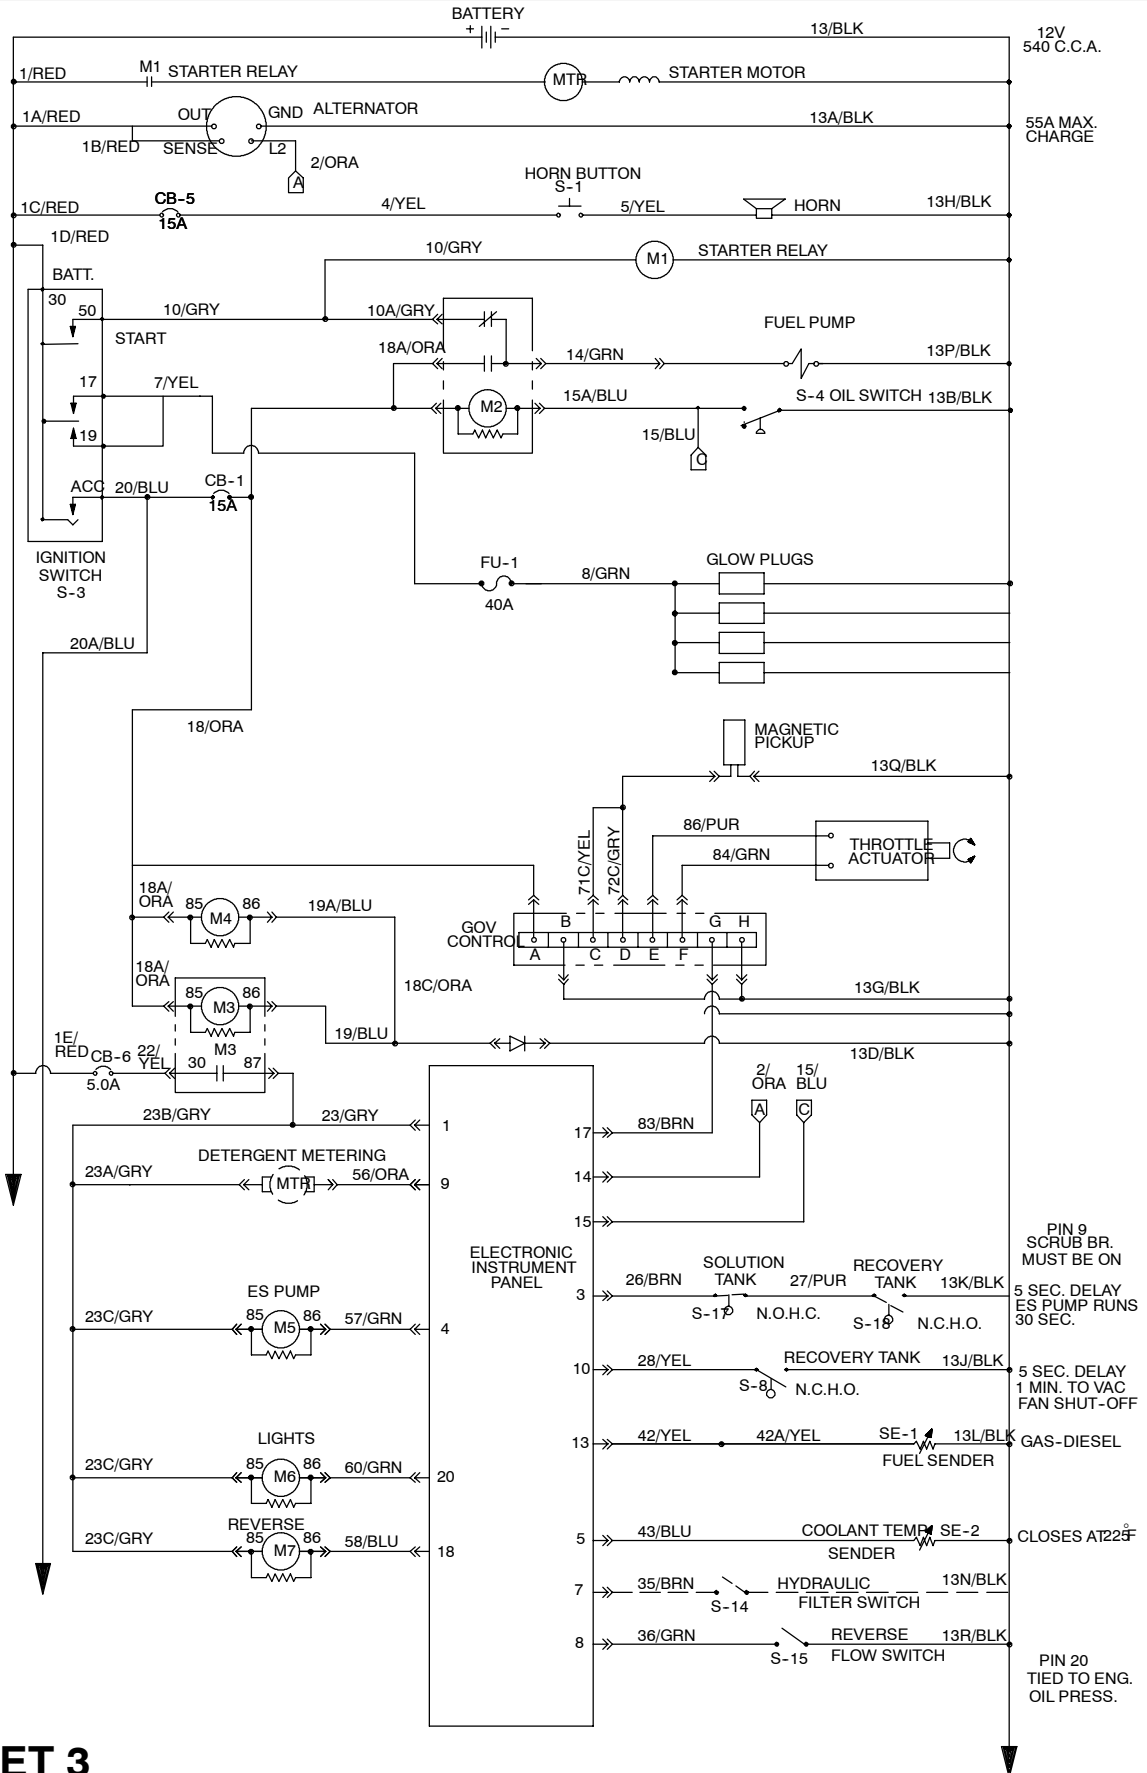 BATTERY
+ −
13/BLK
12V
540 C.C.A.
1/RED
M1
STARTER RELAY
MTR
STARTER MOTOR
1A/RED
OUT
GND
ALTERNATOR
13A/BLK
55A MAX.
CHARGE
1B/RED
SENSE
L2
2/ORA
A
HORN BUTTON
S-1
1C/RED
CB-5
15A
4/YEL
5/YEL
HORN
13H/BLK
1D/RED
10/GRY
M1
STARTER RELAY
BATT.
30
50
10/GRY
10A/GRY
START
FUEL PUMP
18A/ORA
14/GRN
13P/BLK
17
7/YEL
M2
15A/BLU
S-4 OIL SWITCH
13B/BLK
19
15/BLU
C
ACC
20/BLU
CB-1
15A
IGNITION
SWITCH
S-3
FU-1
40A
8/GRN
GLOW PLUGS
20A/BLU
18/ORA
MAGNETIC
PICKUP
13Q/BLK
71C/YEL
72C/GRY
86/PUR
84/GRN
THROTTLE
ACTUATOR
18A/
ORA
85
M4
86
19A/BLU
GOV
CONTROL
B
G
H
A
C
D
E
F
18A/
ORA
85
M3
86
18C/ORA
13G/BLK
19/BLU
13D/BLK
1E/
RED
CB-6
5.0A
22/
YEL
M3
30
87
2/
ORA
15/
BLU
A
C
23B/GRY
23/GRY
1
17
83/BRN
DETERGENT METERING
23A/GRY
MTR
56/ORA
9
14
15
ELECTRONIC
INSTRUMENT
PANEL
PIN 9
SCRUB BR.
MUST BE ON
SOLUTION
TANK
RECOVERY
TANK
3
26/BRN
27/PUR
13K/BLK
S-17
N.O.H.C.
S-18
N.C.H.O.
5 SEC. DELAY
ES PUMP RUNS
30 SEC.
ES PUMP
23C/GRY
85
M5
86
57/GRN
4
10
28/YEL
RECOVERY TANK
13J/BLK
S-8
N.C.H.O.
5 SEC. DELAY
1 MIN. TO VAC
FAN SHUT-OFF
13
42/YEL
42A/YEL
SE-1
13L/BLK
FUEL SENDER
GAS-DIESEL
LIGHTS
23C/GRY
85
M6
86
60/GRN
20
REVERSE
23C/GRY
85
M7
86
58/BLU
18
5
43/BLU
COOLANT TEMP
SENDER
SE-2
CLOSES AT 225°F
7
35/BRN
S-14
HYDRAULIC
FILTER SWITCH
13N/BLK
8
36/GRN
S-15
REVERSE
FLOW SWITCH
13R/BLK
PIN 20
TIED TO ENG.
OIL PRESS.
ET 3